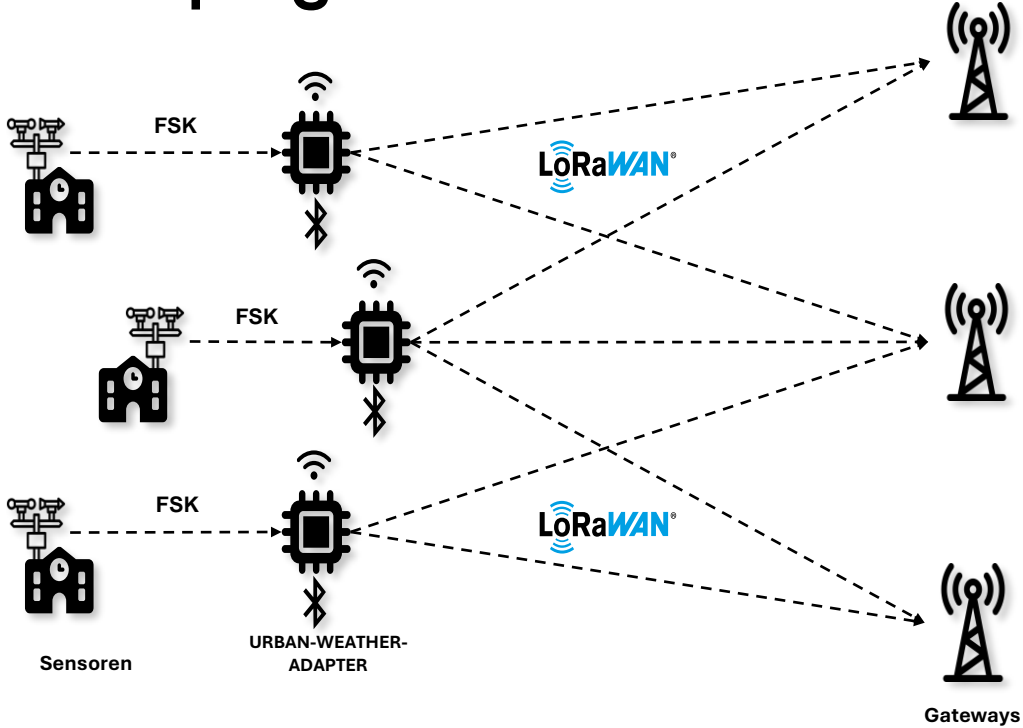 FSK
LoRaWAN®
FSK
FSK
LoRaWAN®
URBAN-WEATHER-
ADAPTER
Sensoren
Gateways